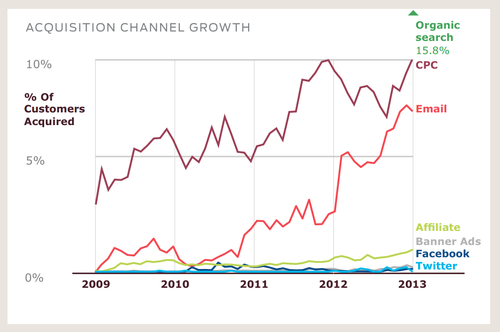 ACQUISITION CHANNEL GROWTH
Organic
search
15.8%
10%
CPC
% Of
Customers
Acquired
Email
5%
Affiliate
Banner Ads
Facebook
Twitter
0%
2009 2010 2011 2012 2013